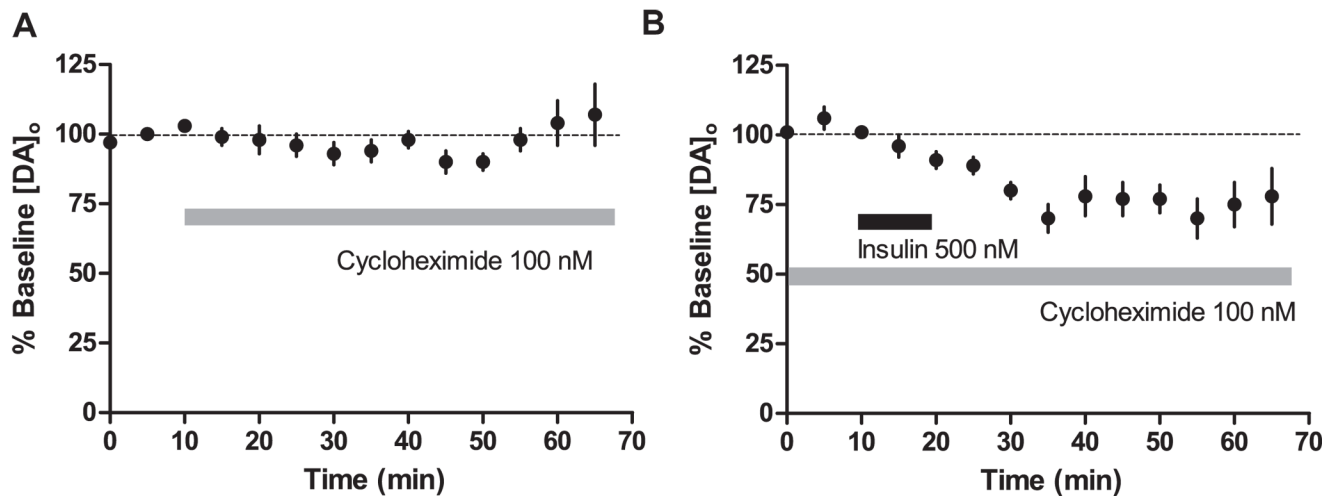 A
% Baseline [DA]o
125
100
75
50
25
0
Cycloheximide 100 nM
0 10 20 30 40 50 60 70
Time (min)
B
% Baseline [DA]o
125
100
75
50
25
0
Insulin 500 nM
Cycloheximide 100 nM
0 10 20 30 40 50 60 70
Time (min)